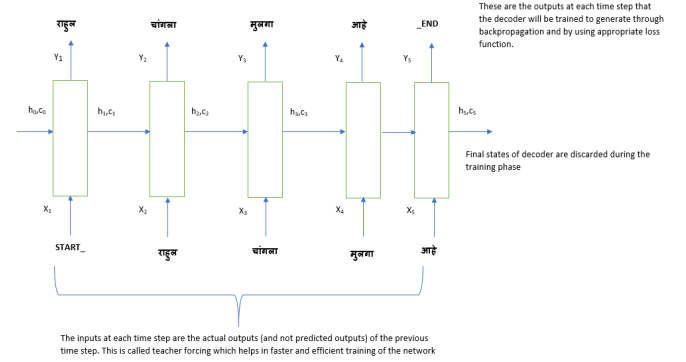 These are the outputs at each time step that
the decoder will be trained to generate through
backpropagation and by using appropriate loss
function.
राहुल चांगला मुलगा आहे _END
Y1 Y2 Y3 Y4 Y5
h0,c0 h1,c1 h2,c2 h3,c3 h5,c5
Final states of decoder are discarded during the
training phase
X1 X2 X3 X4 X5
START_ राहुल चांगला मुलगा आहे
The inputs at each time step are the actual outputs (and not predicted outputs) of the previous
time step. This is called teacher forcing which helps in faster and efficient training of the network